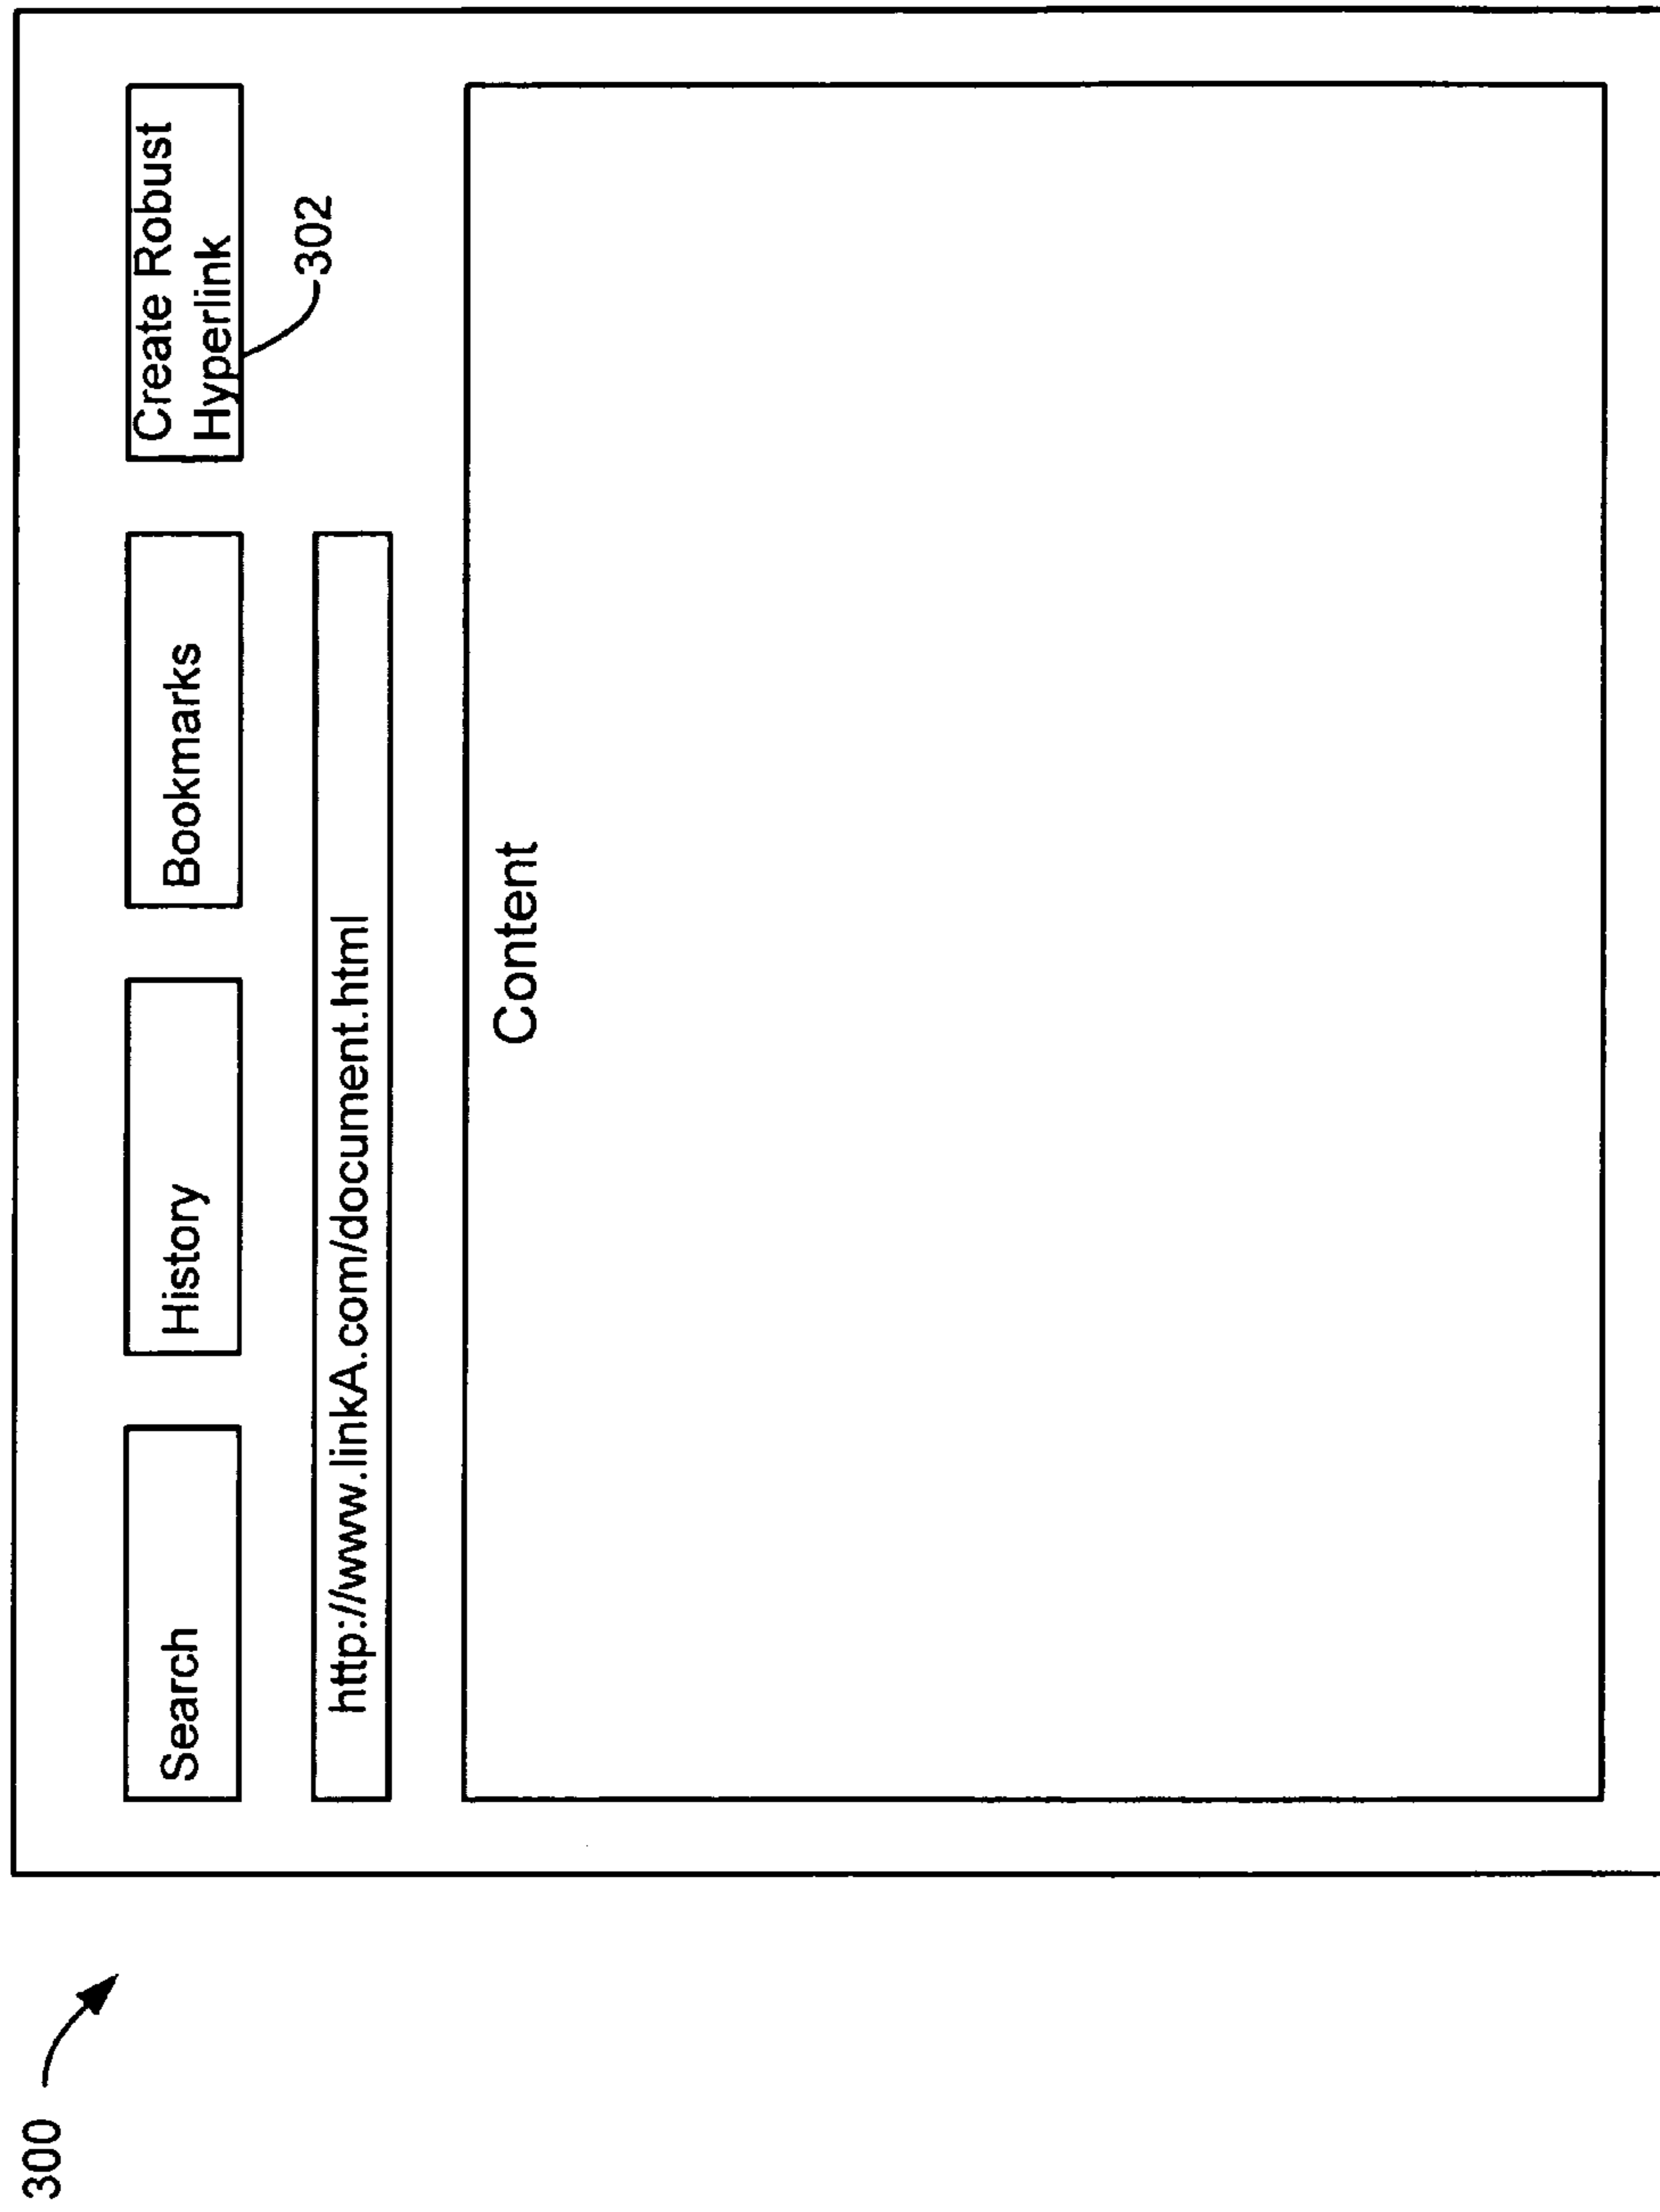 300
Search
History
Bookmarks
Create Robust
Hyperlink
302
http://www.linkA.com/document.html
Content